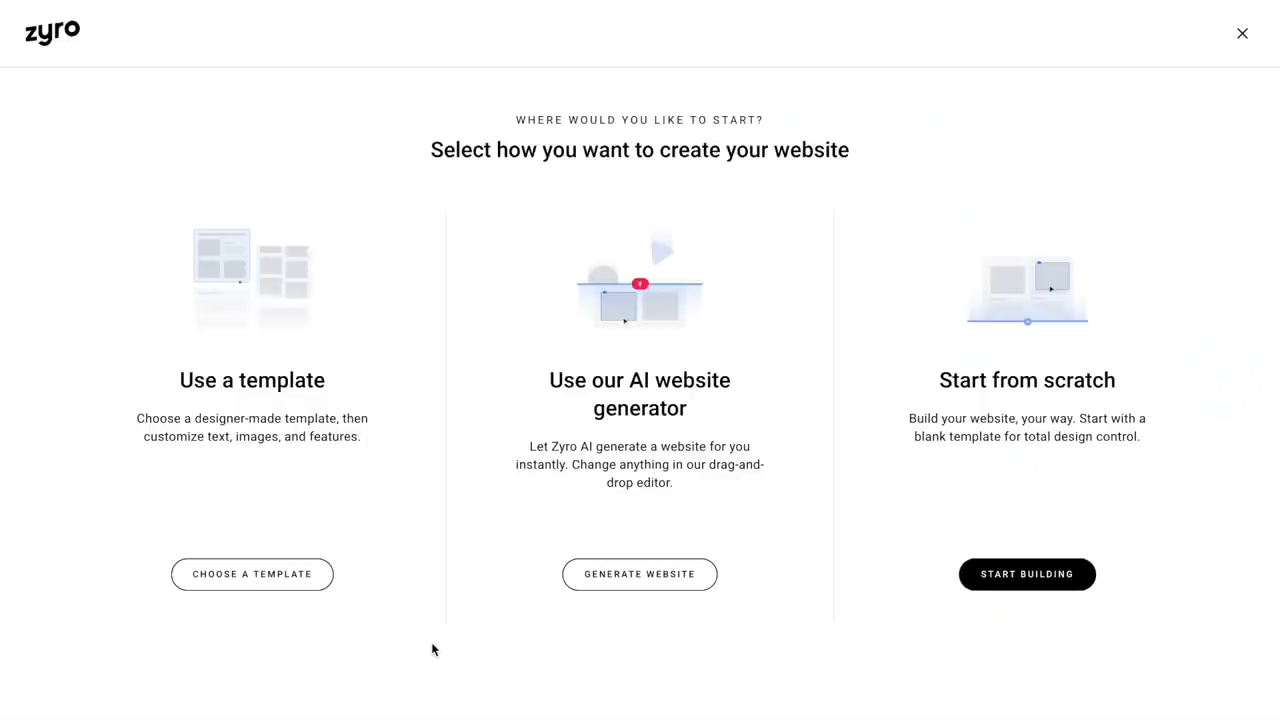 zyro
WHERE WOULD YOU LIKE TO START?
Select how you want to create your website
Use a template
Choose a designer-made template, then
customize text, images, and features.
CHOOSE A TEMPLATE
Use our AI website
generator
Let Zyro AI generate a website for you
instantly. Change anything in our drag-and-
drop editor.
GENERATE WEBSITE
Start from scratch
Build your website, your way. Start with a
blank template for total design control.
START BUILDING